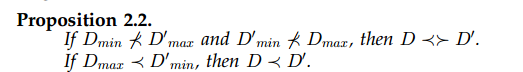 Proposition 2.2.
If D_min ⊀ D'_max and D'_min ⊀ D_max, then D ≺≻ D'.
If D_max ≺ D'_min, then D ≺ D'.